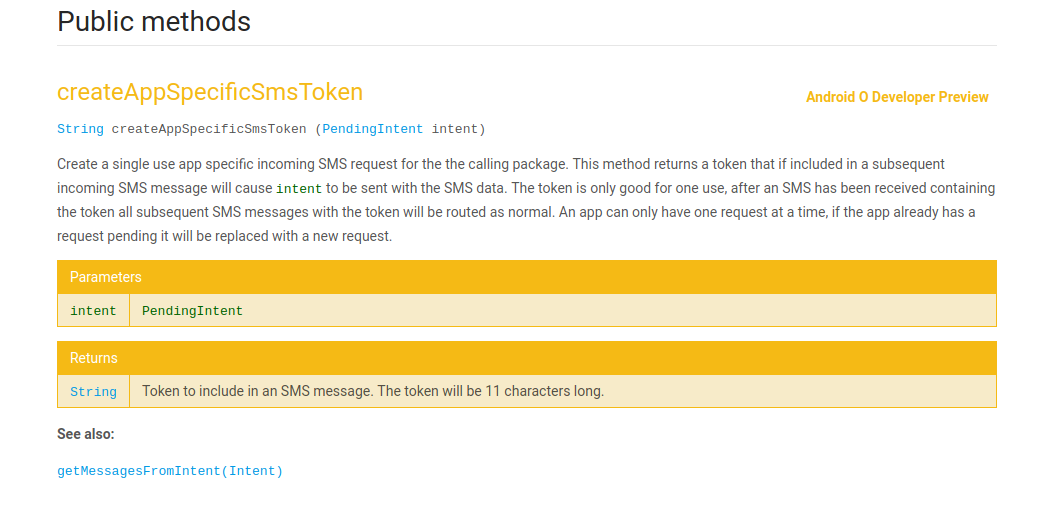 Public methods
createAppSpecificSmsToken
Android O Developer Preview
String createAppSpecificSmsToken (PendingIntent intent)
Create a single use app specific incoming SMS request for the the calling package. This method returns a token that if included in a subsequent
incoming SMS message will cause intent to be sent with the SMS data. The token is only good for one use, after an SMS has been received containing
the token all subsequent SMS messages with the token will be routed as normal. An app can only have one request at a time, if the app already has a
request pending it will be replaced with a new request.
Parameters
intent PendingIntent
Returns
String Token to include in an SMS message. The token will be 11 characters long.
See also:
getMessagesFromIntent(Intent)